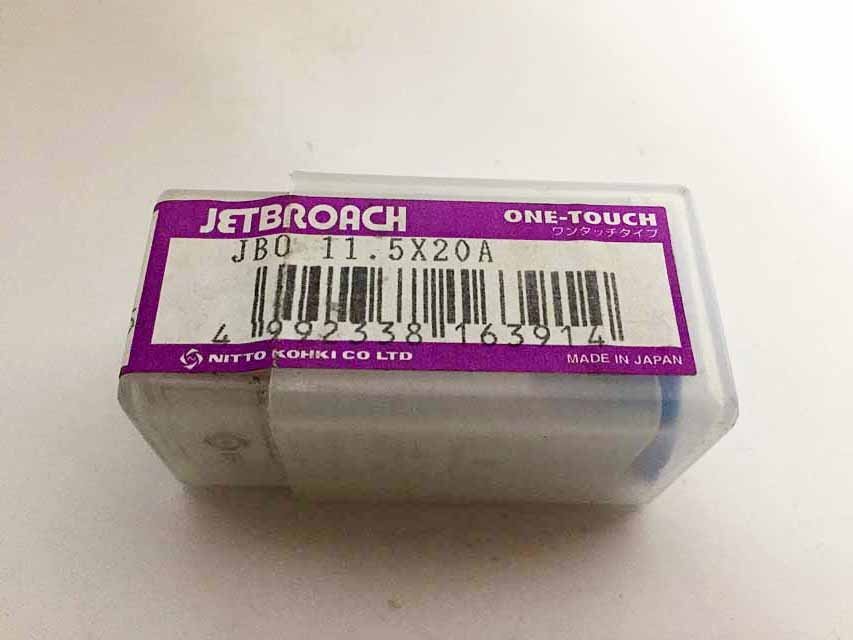 JETBROACH ONE-TOUCH
ワンタッチタイプ
JBO 11.5X20A
4 992338 163914
NITTO KOHKI CO LTD MADE IN JAPAN